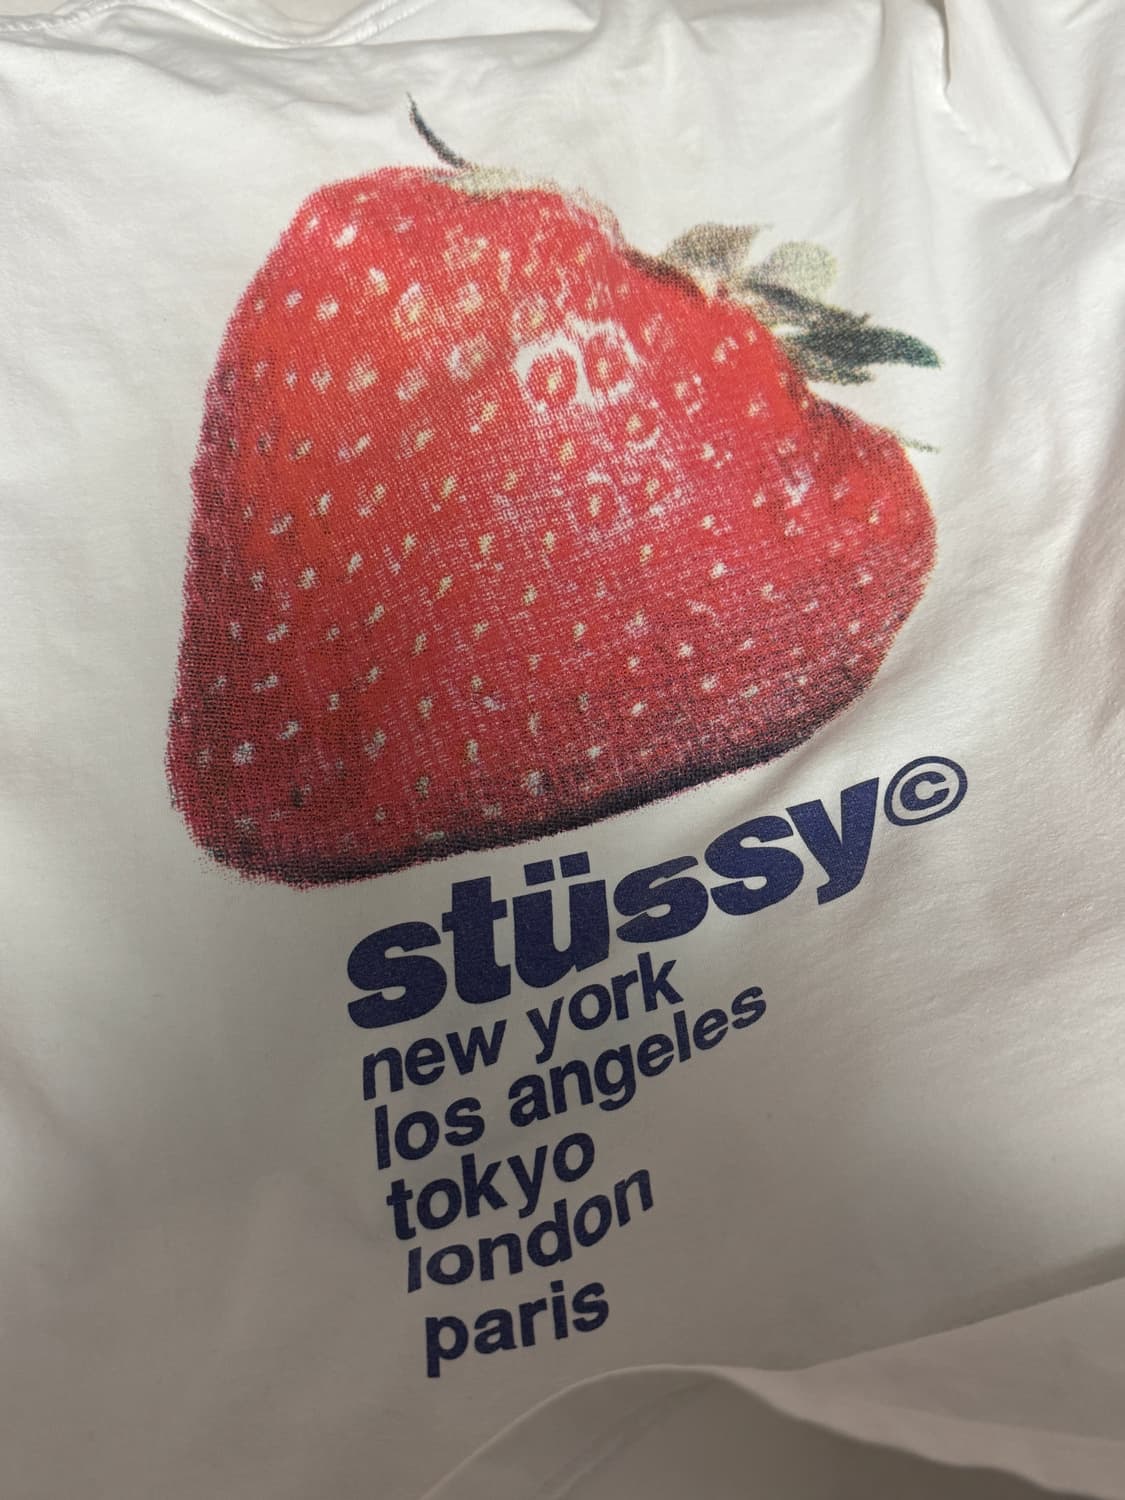 stüssy©
new york
los angeles
tokyo
london
paris